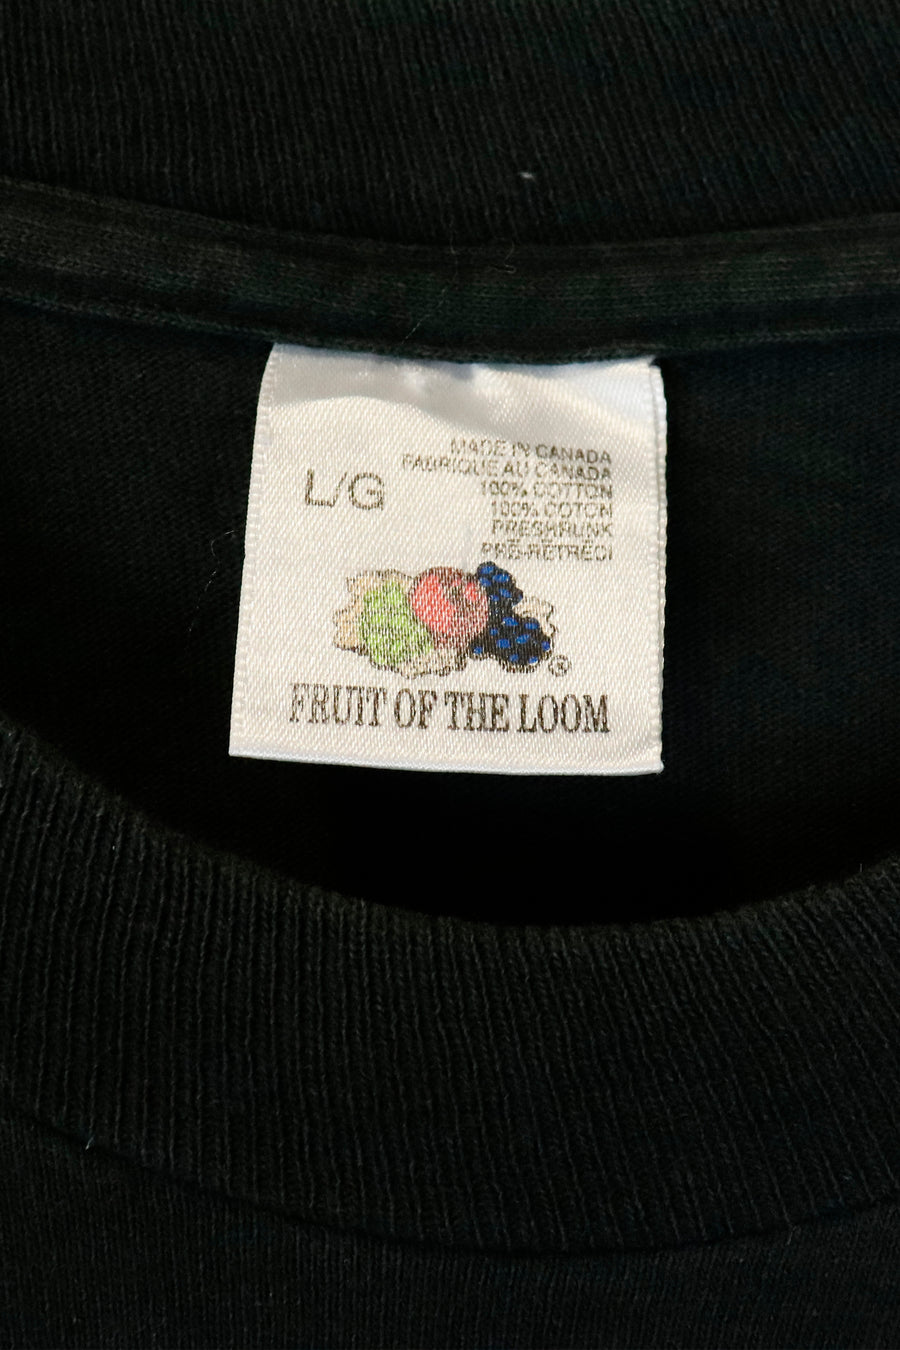 L/G
MADE IN CANADA
FABRIQUE AU CANADA
100% COTTON
100% COTON
PRESHRUNK
PRÉ-RÉTRÉCI
®
FRUIT OF THE LOOM